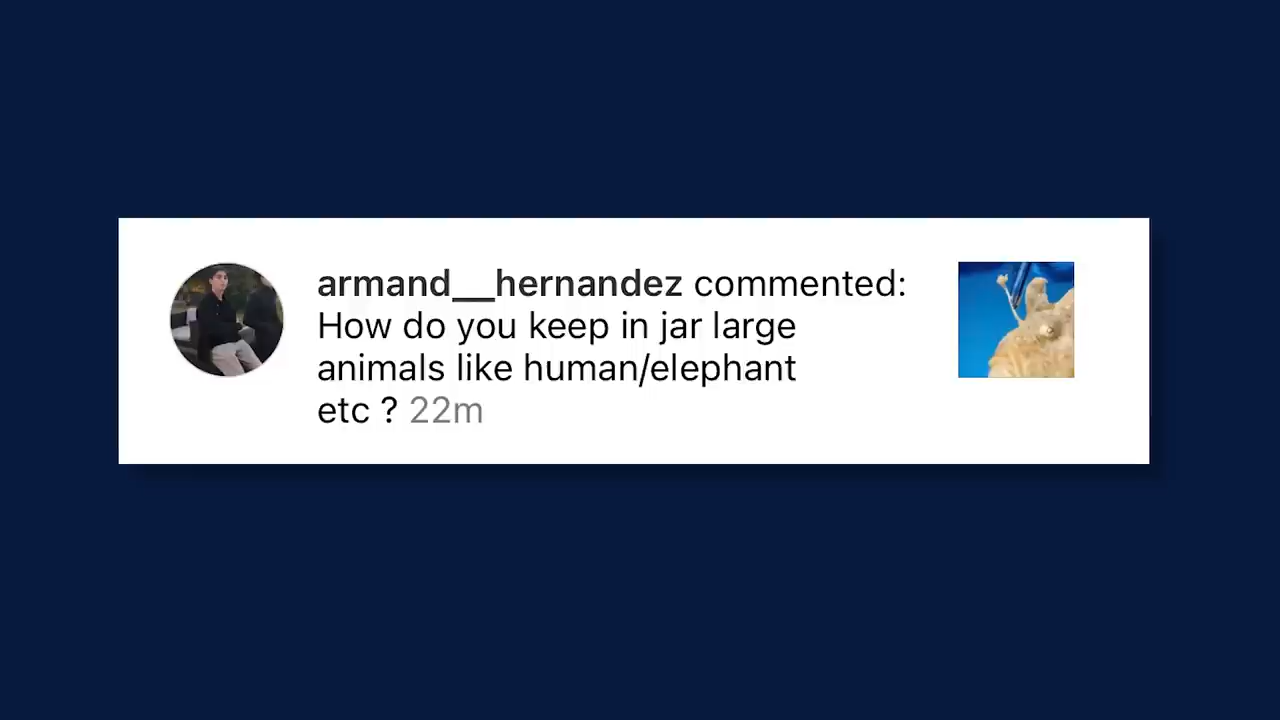 armand__hernandez commented:
How do you keep in jar large
animals like human/elephant
etc ? 22m